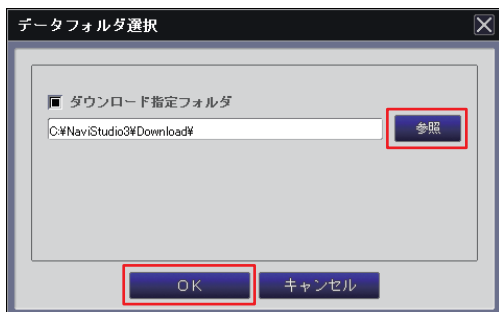 データフォルダ選択
ダウンロード指定フォルダ
C:¥NaviStudio3¥Download¥
参照
OK
キャンセル